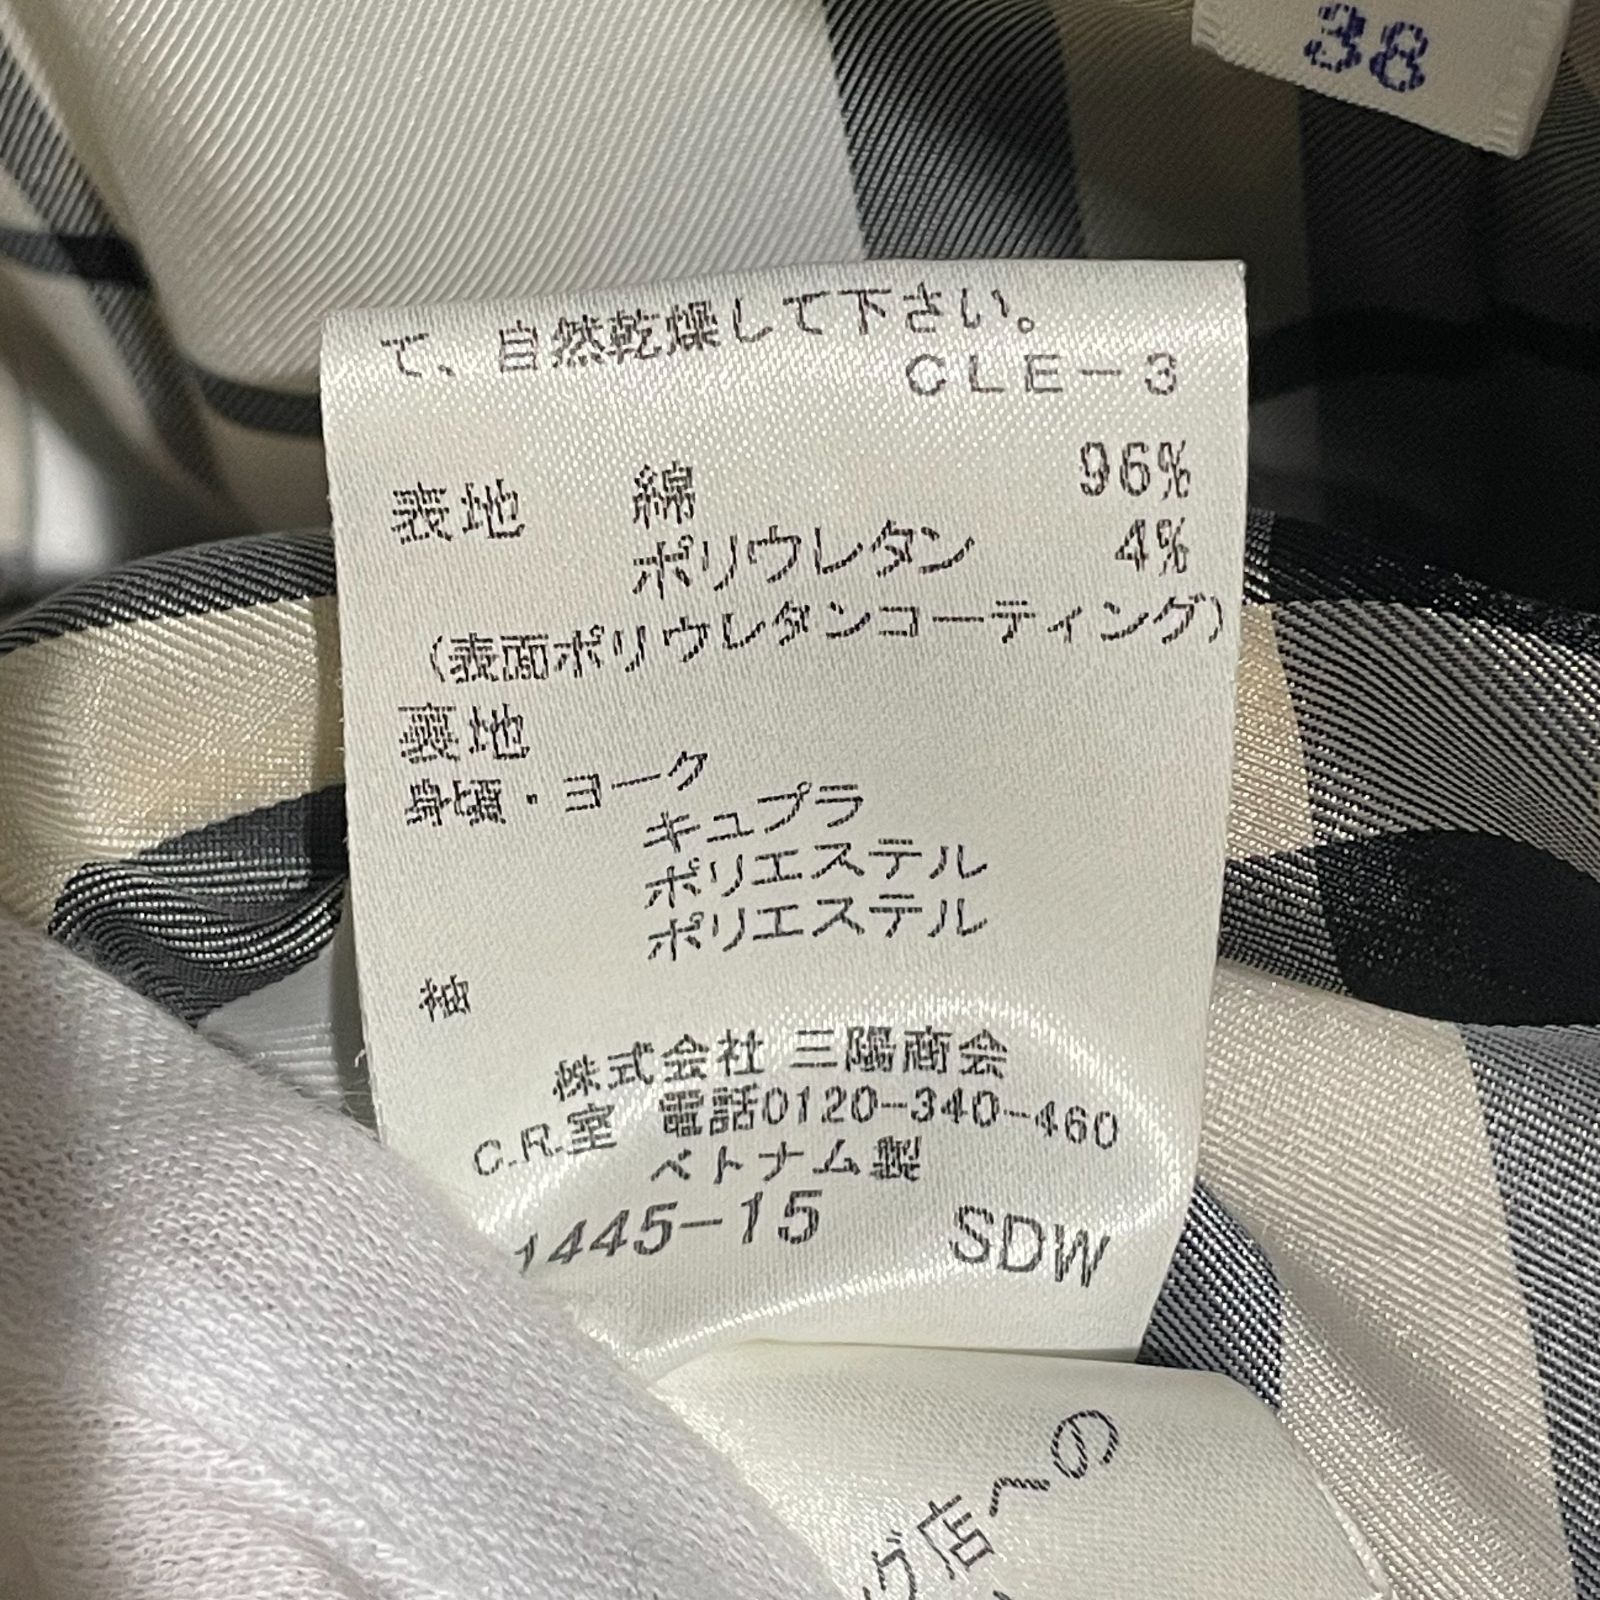 38
て、自然乾燥して下さい。
CLE-3
表地 綿 96%
ポリウレタン 4%
(表面ポリウレタンコーティング)
裏地
身頃・ヨーク
キュプラ
ポリエステル
ポリエステル
袖
株式会社 三陽商会
C.R.室 電話0120-340-460
ベトナム製
1445-15 SDW
グ店への